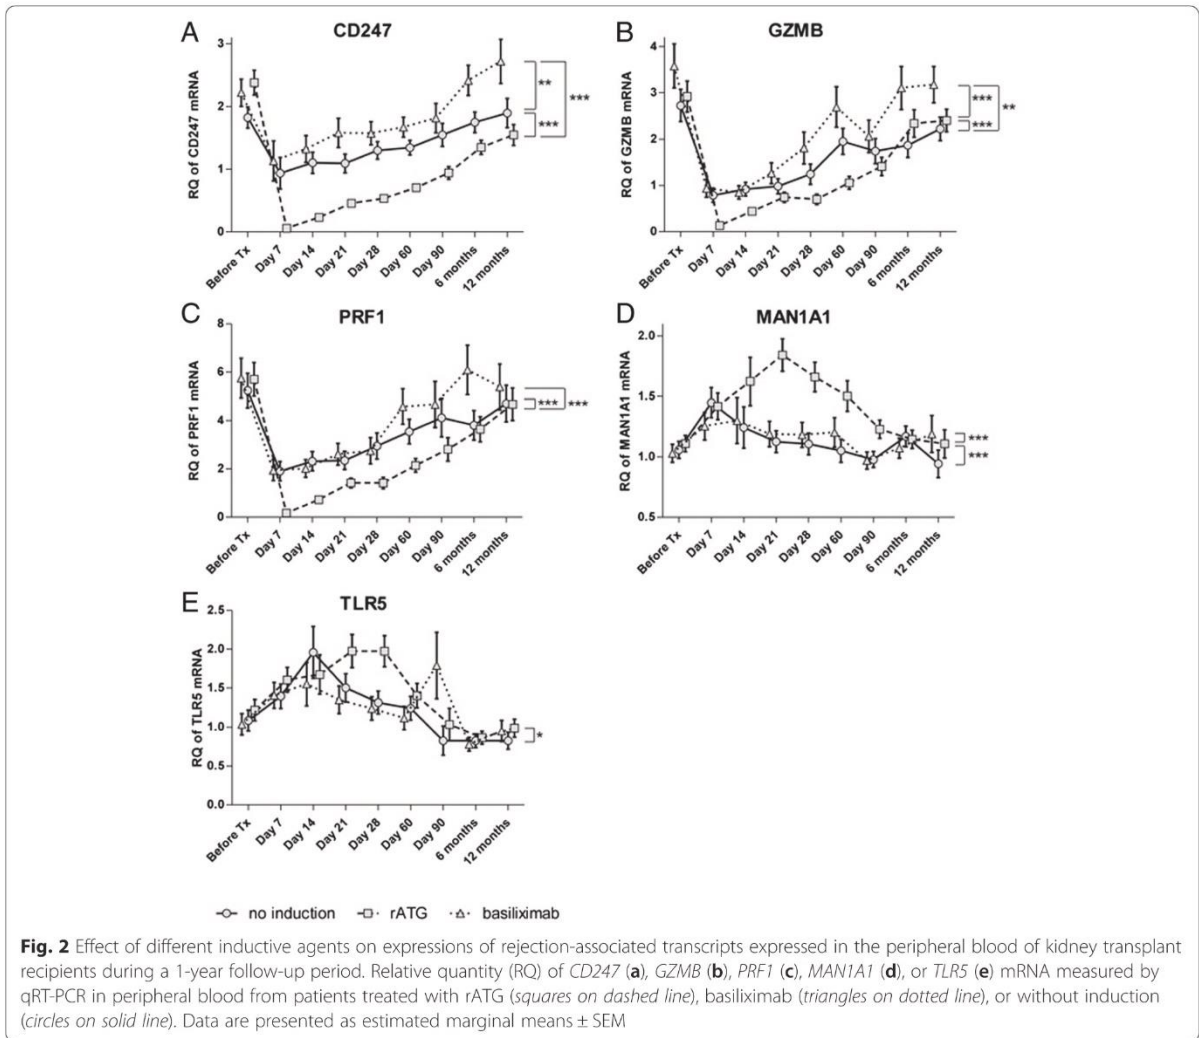 A
CD247
RQ of CD247 mRNA
3
2
1
0
Before Tx
Day 7
Day 14
Day 21
Day 28
Day 60
Day 90
6 months
12 months
**
***
***
B
GZMB
RQ of GZMB mRNA
4
3
2
1
0
Before Tx
Day 7
Day 14
Day 21
Day 28
Day 60
Day 90
6 months
12 months
***
**
***
C
PRF1
RQ of PRF1 mRNA
8
6
4
2
0
Before Tx
Day 7
Day 14
Day 21
Day 28
Day 60
Day 90
6 months
12 months
***
***
D
MAN1A1
RQ of MAN1A1 mRNA
2.0
1.5
1.0
0.5
Before Tx
Day 7
Day 14
Day 21
Day 28
Day 60
Day 90
6 months
12 months
***
***
E
TLR5
RQ of TLR5 mRNA
2.5
2.0
1.5
1.0
0.5
0.0
Before Tx
Day 7
Day 14
Day 21
Day 28
Day 60
Day 90
6 months
12 months
*
no induction rATG basiliximab
Fig. 2 Effect of different inductive agents on expressions of rejection-associated transcripts expressed in the peripheral blood of kidney transplant
recipients during a 1-year follow-up period. Relative quantity (RQ) of CD247 (a), GZMB (b), PRF1 (c), MAN1A1 (d), or TLR5 (e) mRNA measured by
qRT-PCR in peripheral blood from patients treated with rATG (squares on dashed line), basiliximab (triangles on dotted line), or without induction
(circles on solid line). Data are presented as estimated marginal means ± SEM